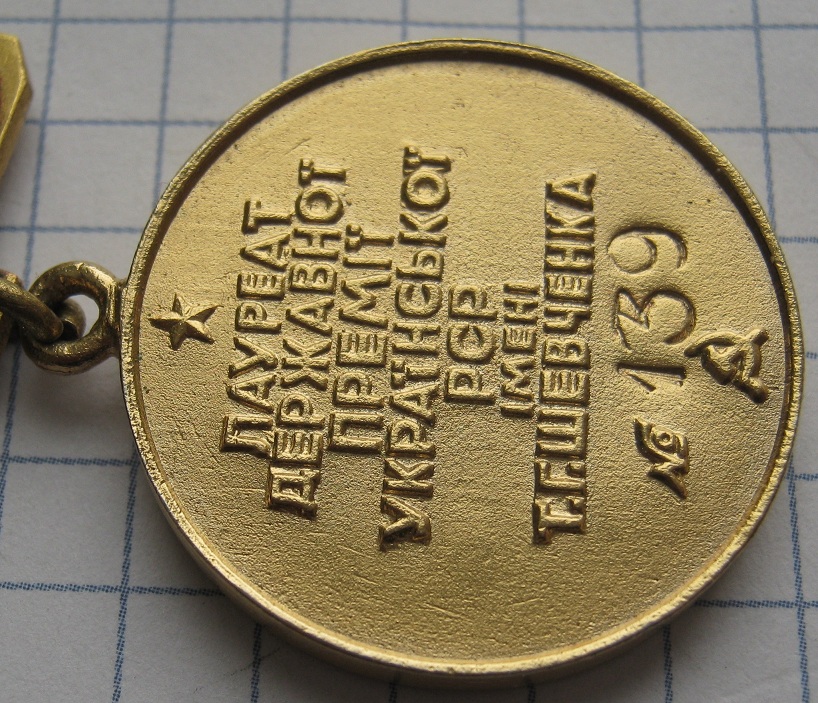 ЛАУРЕАТ
ДЕРЖАВНОЇ
ПРЕМІЇ
УКРАЇНСЬКОЇ
РСР
ІМЕНІ
Т.Г.ШЕВЧЕНКА
№ 139